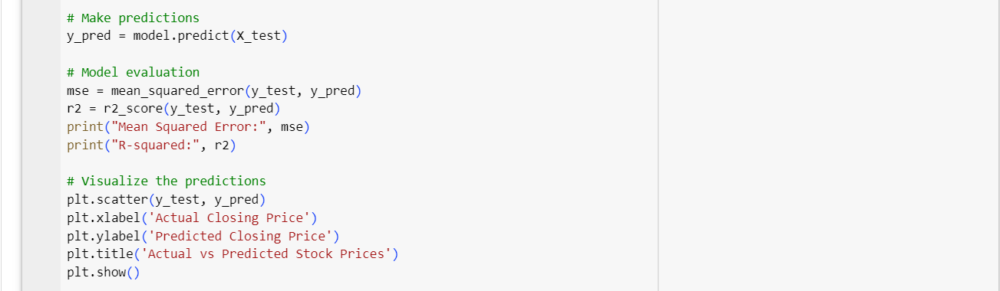 # Make predictions
y_pred = model.predict(X_test)
# Model evaluation
mse = mean_squared_error(y_test, y_pred)
r2 = r2_score(y_test, y_pred)
print("Mean Squared Error:", mse)
print("R-squared:", r2)
# Visualize the predictions
plt.scatter(y_test, y_pred)
plt.xlabel('Actual Closing Price')
plt.ylabel('Predicted Closing Price')
plt.title('Actual vs Predicted Stock Prices')
plt.show()